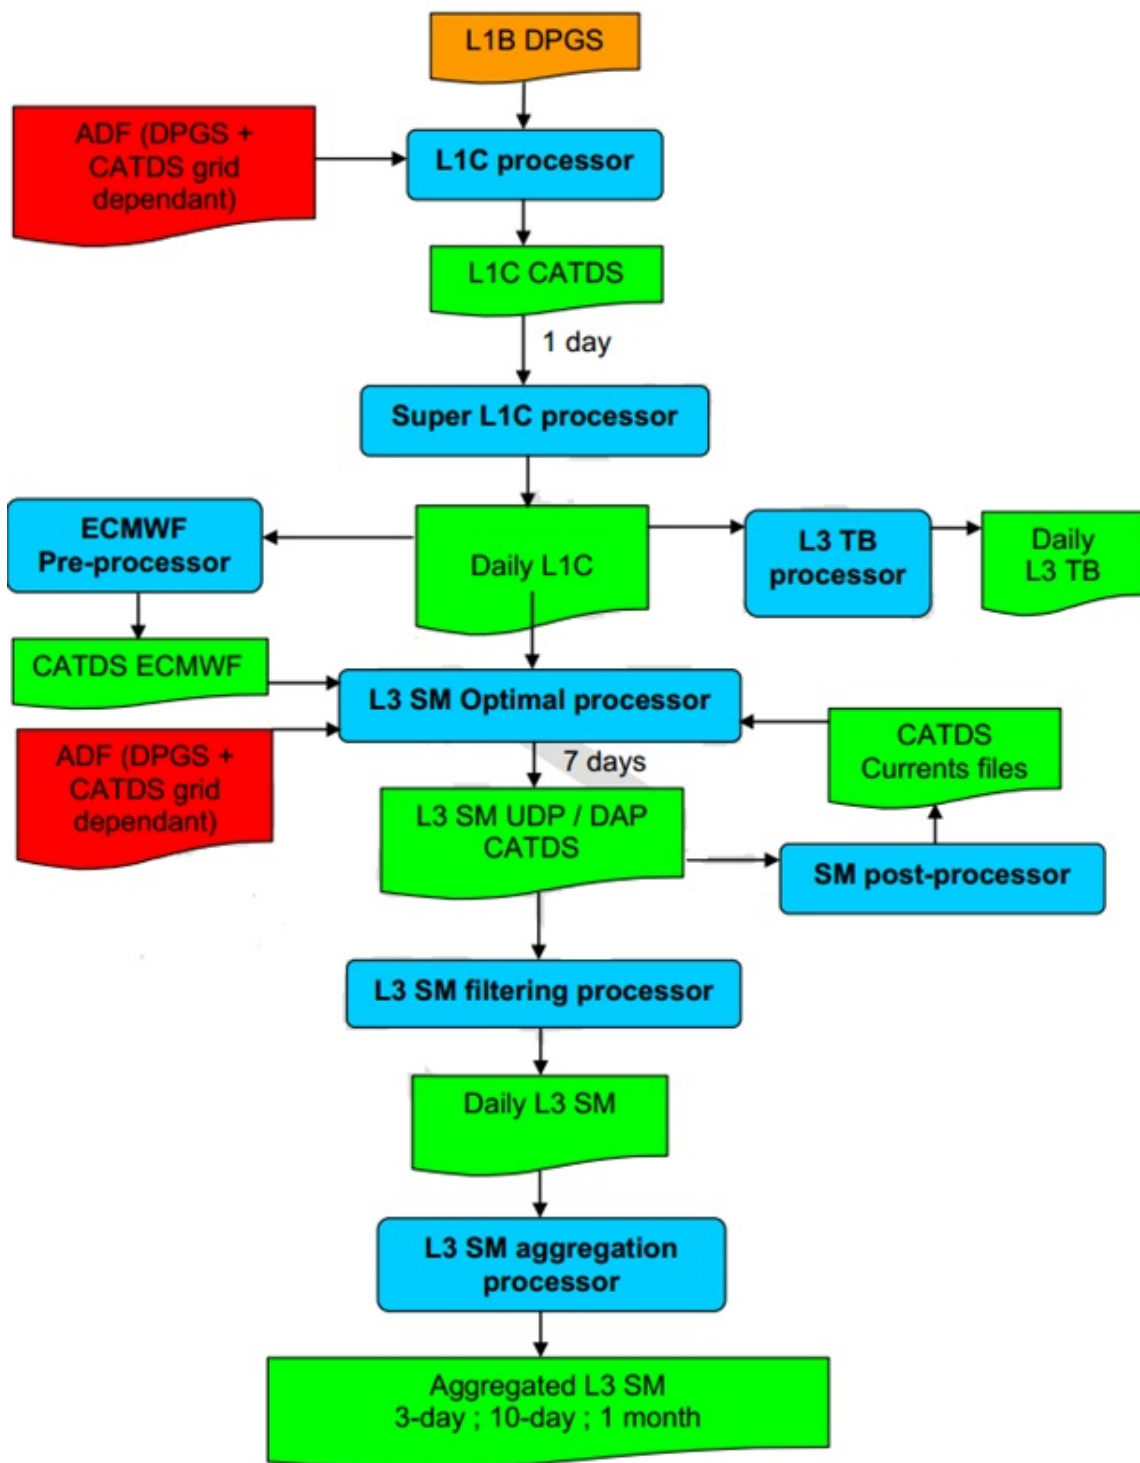 L1B DPGS
ADF (DPGS +
CATDS grid
dependant)
L1C processor
L1C CATDS
1 day
Super L1C processor
ECMWF
Pre-processor
Daily L1C
L3 TB
processor
Daily
L3 TB
CATDS ECMWF
L3 SM Optimal processor
ADF (DPGS +
CATDS grid
dependant)
7 days
CATDS
Currents files
L3 SM UDP / DAP
CATDS
SM post-processor
L3 SM filtering processor
Daily L3 SM
L3 SM aggregation
processor
Aggregated L3 SM
3-day ; 10-day ; 1 month